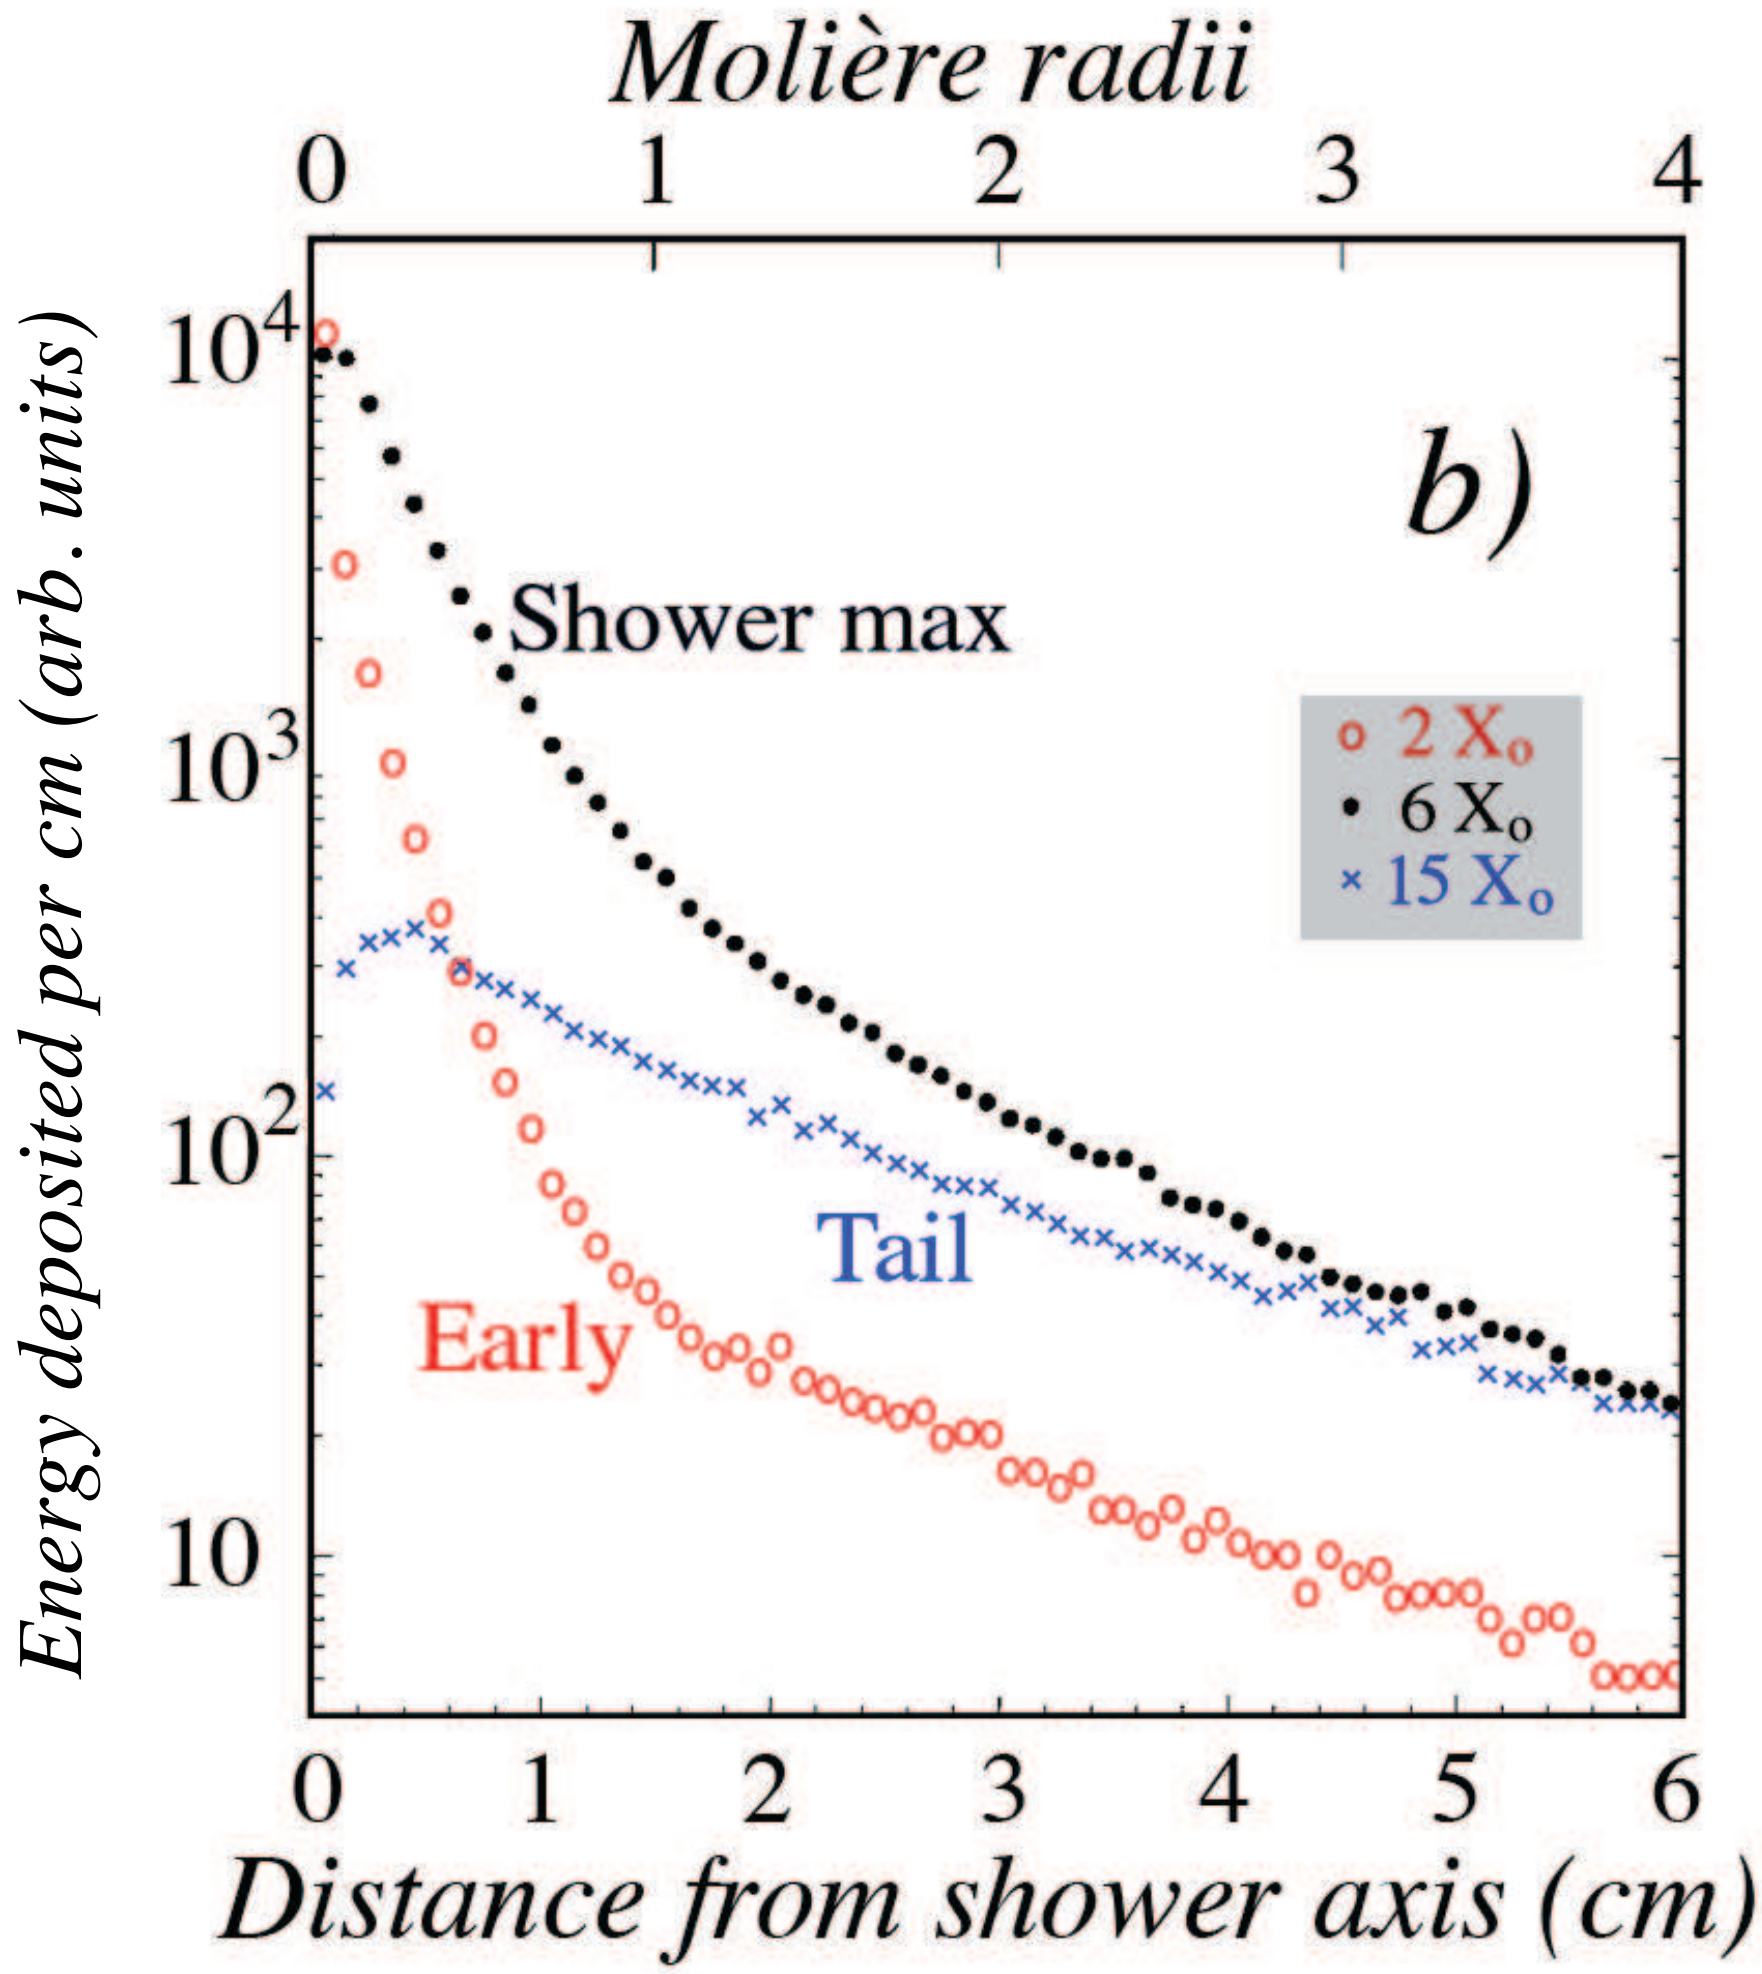 Molière radii
0 1 2 3 4
10⁴
10³
10²
10
Energy deposited per cm (arb. units)
b)
Shower max
2 X₀
6 X₀
15 X₀
Tail
Early
0 1 2 3 4 5 6
Distance from shower axis (cm)